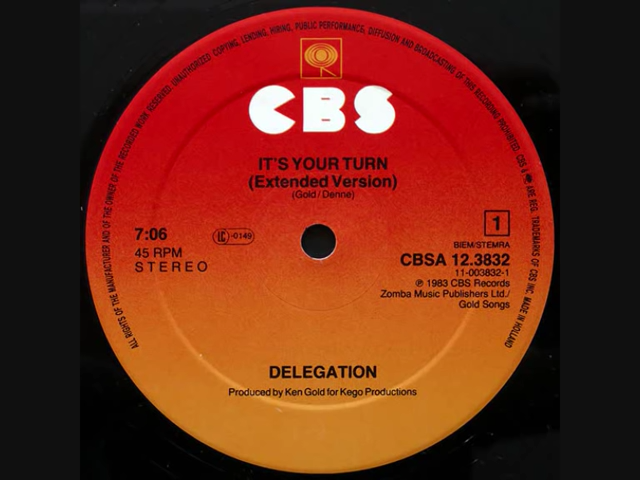 ALL RIGHTS OF THE MANUFACTURER AND OF THE OWNER OF THE RECORDED WORK RESERVED. UNAUTHORIZED COPYING, LENDING, HIRING, PUBLIC PERFORMANCE, DIFFUSION AND BROADCASTING OF THIS RECORDING PROHIBITED. CBS & ARE REG. TRADEMARKS OF CBS INC. MADE IN HOLLAND
CBS
IT'S YOUR TURN
(Extended Version)
(Gold/Denne)
7:06
LC-0149
45 RPM
STEREO
1
BIEM/STEMRA
CBSA 12.3832
11-003832-1
℗ 1983 CBS Records
Zomba Music Publishers Ltd./
Gold Songs
DELEGATION
Produced by Ken Gold for Kego Productions